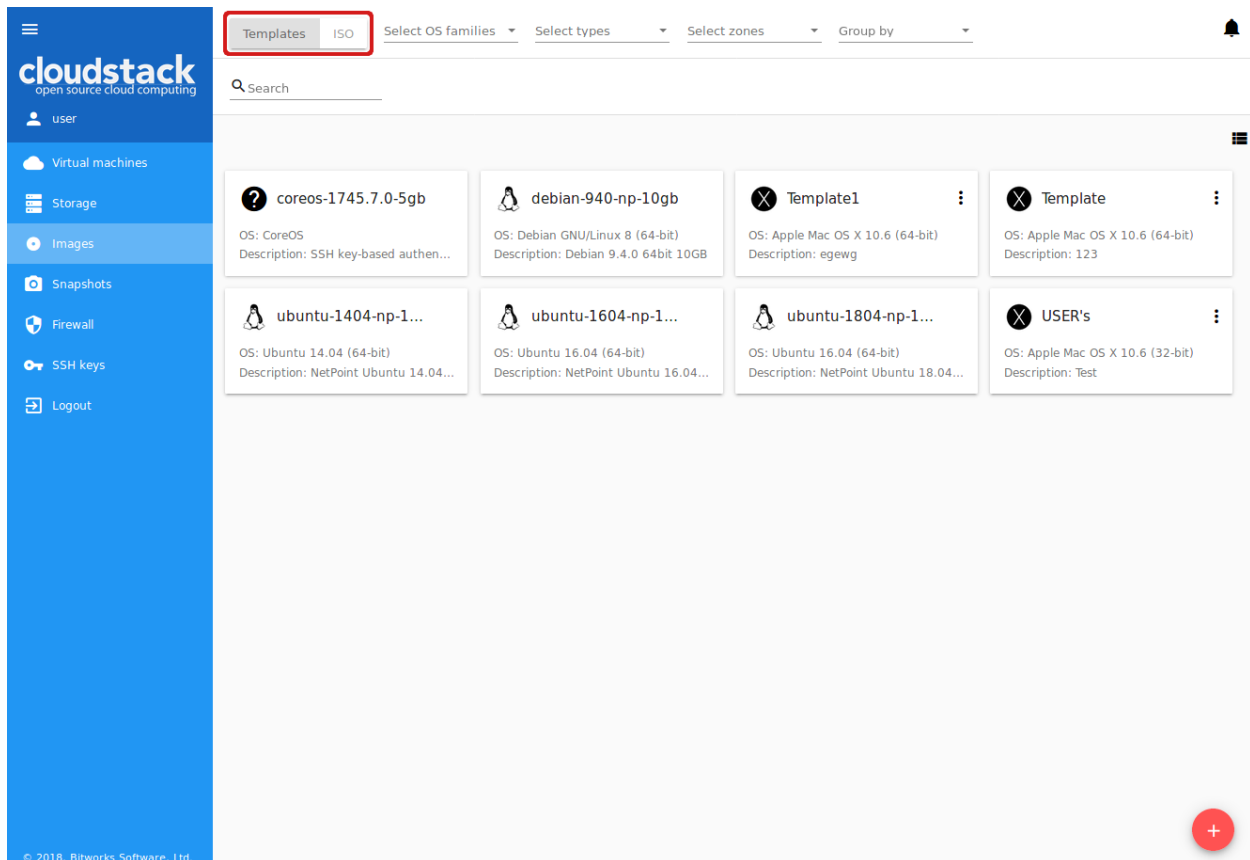 Templates ISO Select OS families Select types Select zones Group by
cloudstack
open source cloud computing
Search
user
Virtual machines
Storage
Images
Snapshots
Firewall
SSH keys
Logout
coreos-1745.7.0-5gb
OS: CoreOS
Description: SSH key-based authen...
debian-940-np-10gb
OS: Debian GNU/Linux 8 (64-bit)
Description: Debian 9.4.0 64bit 10GB
Template1
OS: Apple Mac OS X 10.6 (64-bit)
Description: egewg
Template
OS: Apple Mac OS X 10.6 (64-bit)
Description: 123
ubuntu-1404-np-1...
OS: Ubuntu 14.04 (64-bit)
Description: NetPoint Ubuntu 14.04...
ubuntu-1604-np-1...
OS: Ubuntu 16.04 (64-bit)
Description: NetPoint Ubuntu 16.04...
ubuntu-1804-np-1...
OS: Ubuntu 16.04 (64-bit)
Description: NetPoint Ubuntu 18.04...
USER's
OS: Apple Mac OS X 10.6 (32-bit)
Description: Test
© 2018, Bitworks Software, Ltd